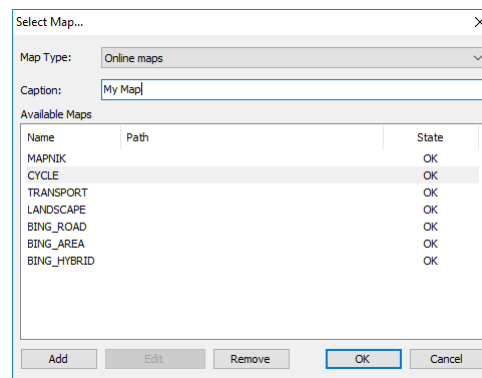 Select Map...
Map Type: Online maps
Caption: My Map
Available Maps
Name Path State
MAPNIK OK
CYCLE OK
TRANSPORT OK
LANDSCAPE OK
BING_ROAD OK
BING_AREA OK
BING_HYBRID OK
Add Edit Remove OK Cancel